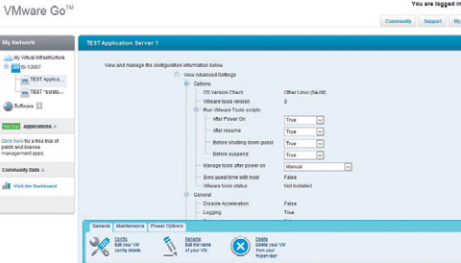 VMware Go™
You are logged in
Community Support My
My Network
TEST Application Server 1
My Virtual Infrastructure
TEST Applica...
Software
Applications
Click here for a free trial of
patch and license
management apps.
Community Data
Visit the Dashboard
View and manage the configuration information below.
View Advanced Settings
Options
OS Version Check Other Linux (64-bit)
VMware tools version 0
Run VMware Tools scripts
After Power On True
After resume True
Before shutting down guest True
Before suspend True
Manage tools after power on Manual
Sync guest time with host False
VMware tools status Not installed
General
Disable Acceleration False
Logging True
General Maintenance Power Options
Config
Edit your VM
config details.
Rename
Edit the name
of your VM.
Delete
Delete your VM
from your
Hypervisor